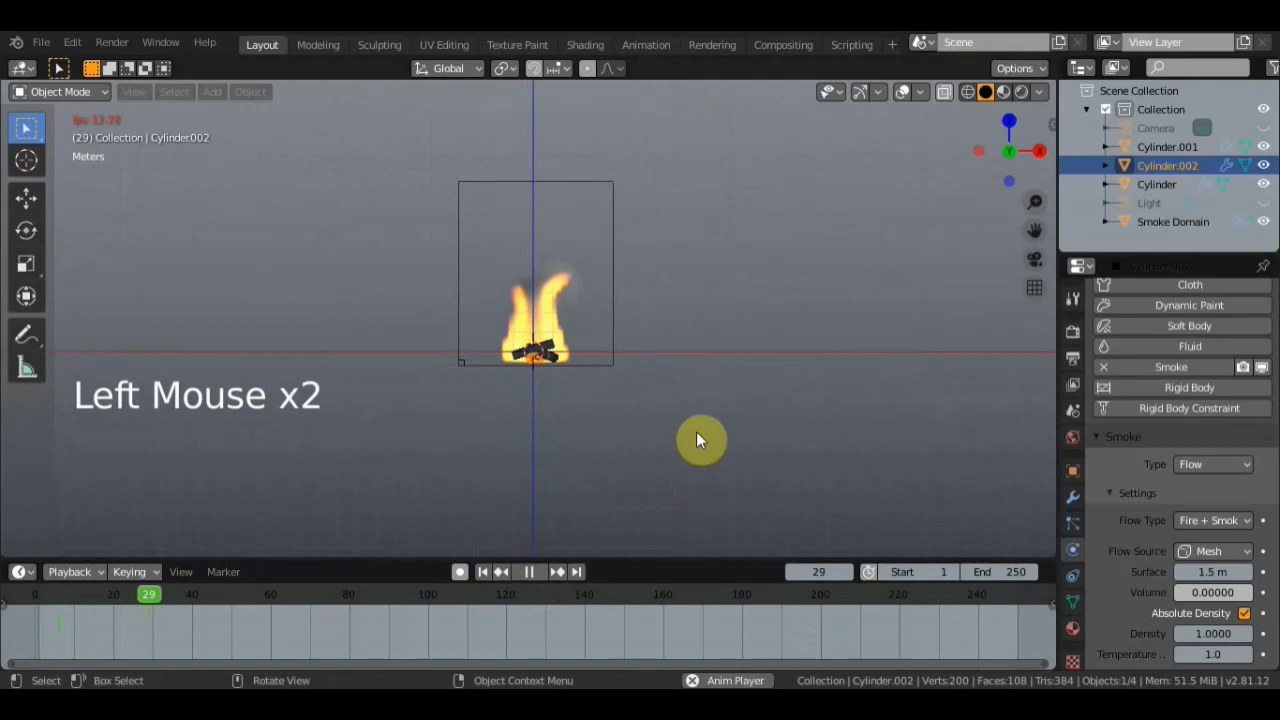 File Edit Render Window Help Layout Modeling Sculpting UV Editing Texture Paint Shading Animation Rendering Compositing Scripting + Scene View Layer
Global Options
Object Mode View Select Add Object
Scene Collection
fps: 13.78
Collection
(29) Collection | Cylinder.002
Camera
Meters
Cylinder.001
Cylinder.002
Cylinder
Light
Smoke Domain
Cylinder.002
Cloth
Dynamic Paint
Soft Body
Fluid
Smoke
Rigid Body
Rigid Body Constraint
Left Mouse x2
Smoke
Type Flow
Settings
Flow Type Fire + Smok
Flow Source Mesh
Surface 1.5 m
Volume 0.00000
Absolute Density
Density 1.0000
Temperature .. 1.0
Playback Keying View Marker 29 Start 1 End 250
0 20 29 40 60 80 100 120 140 160 180 200 220 240
Select Box Select Rotate View Object Context Menu Anim Player Collection | Cylinder.002 | Verts:200 | Faces:108 | Tris:384 | Objects:1/4 | Mem: 51.5 MiB | v2.81.12
X
Y
Z